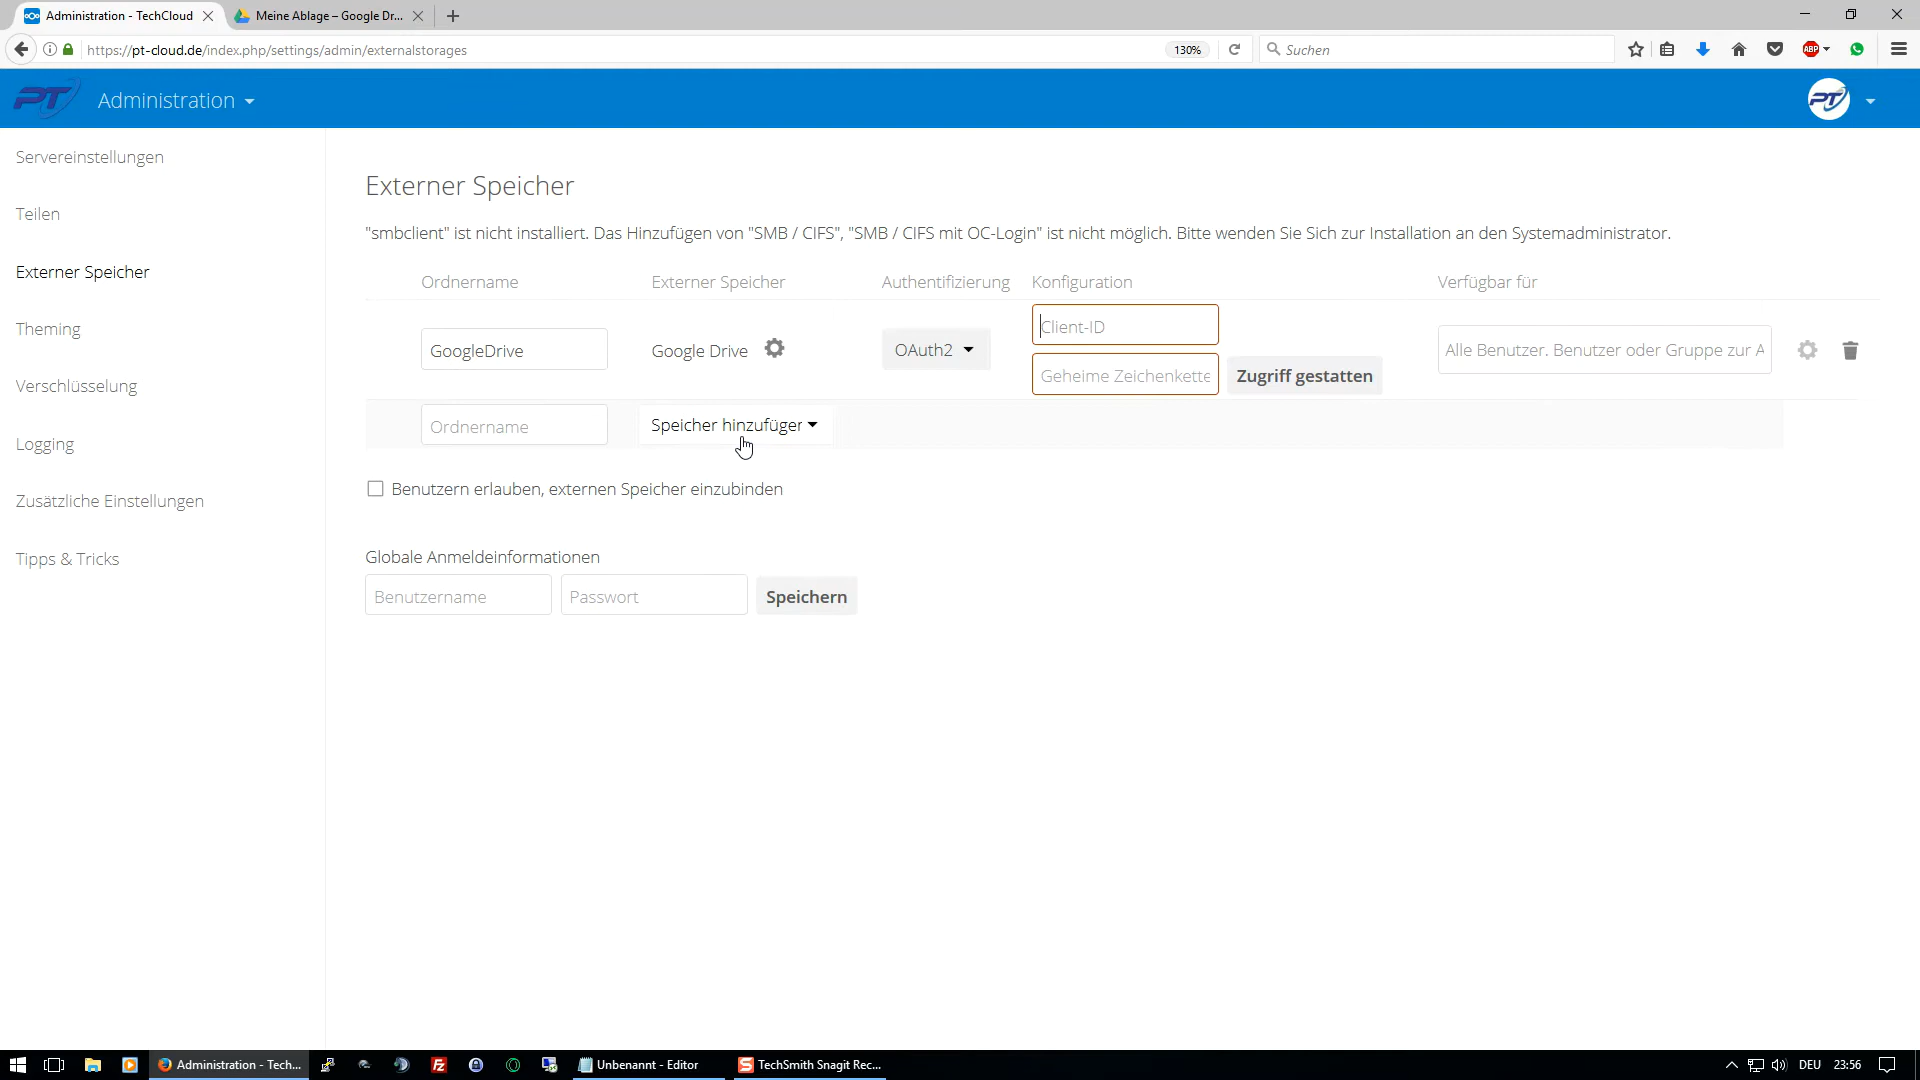 Administration - TechCloud
Meine Ablage – Google Dr...
https://pt-cloud.de/index.php/settings/admin/externalstorages
130%
Suchen
ABP
PT
Administration
PT
Servereinstellungen
Teilen
Externer Speicher
Theming
Verschlüsselung
Logging
Zusätzliche Einstellungen
Tipps & Tricks
Externer Speicher
"smbclient" ist nicht installiert. Das Hinzufügen von "SMB / CIFS", "SMB / CIFS mit OC-Login" ist nicht möglich. Bitte wenden Sie Sich zur Installation an den Systemadministrator.
Ordnername Externer Speicher Authentifizierung Konfiguration Verfügbar für
Client-ID
GoogleDrive Google Drive OAuth2 Alle Benutzer. Benutzer oder Gruppe zur A
Geheime Zeichenkette Zugriff gestatten
Ordnername Speicher hinzufügen
Benutzern erlauben, externen Speicher einzubinden
Globale Anmeldeinformationen
Benutzername Passwort Speichern
Administration - Tech...
Unbenannt - Editor
TechSmith Snagit Rec...
DEU 23:56